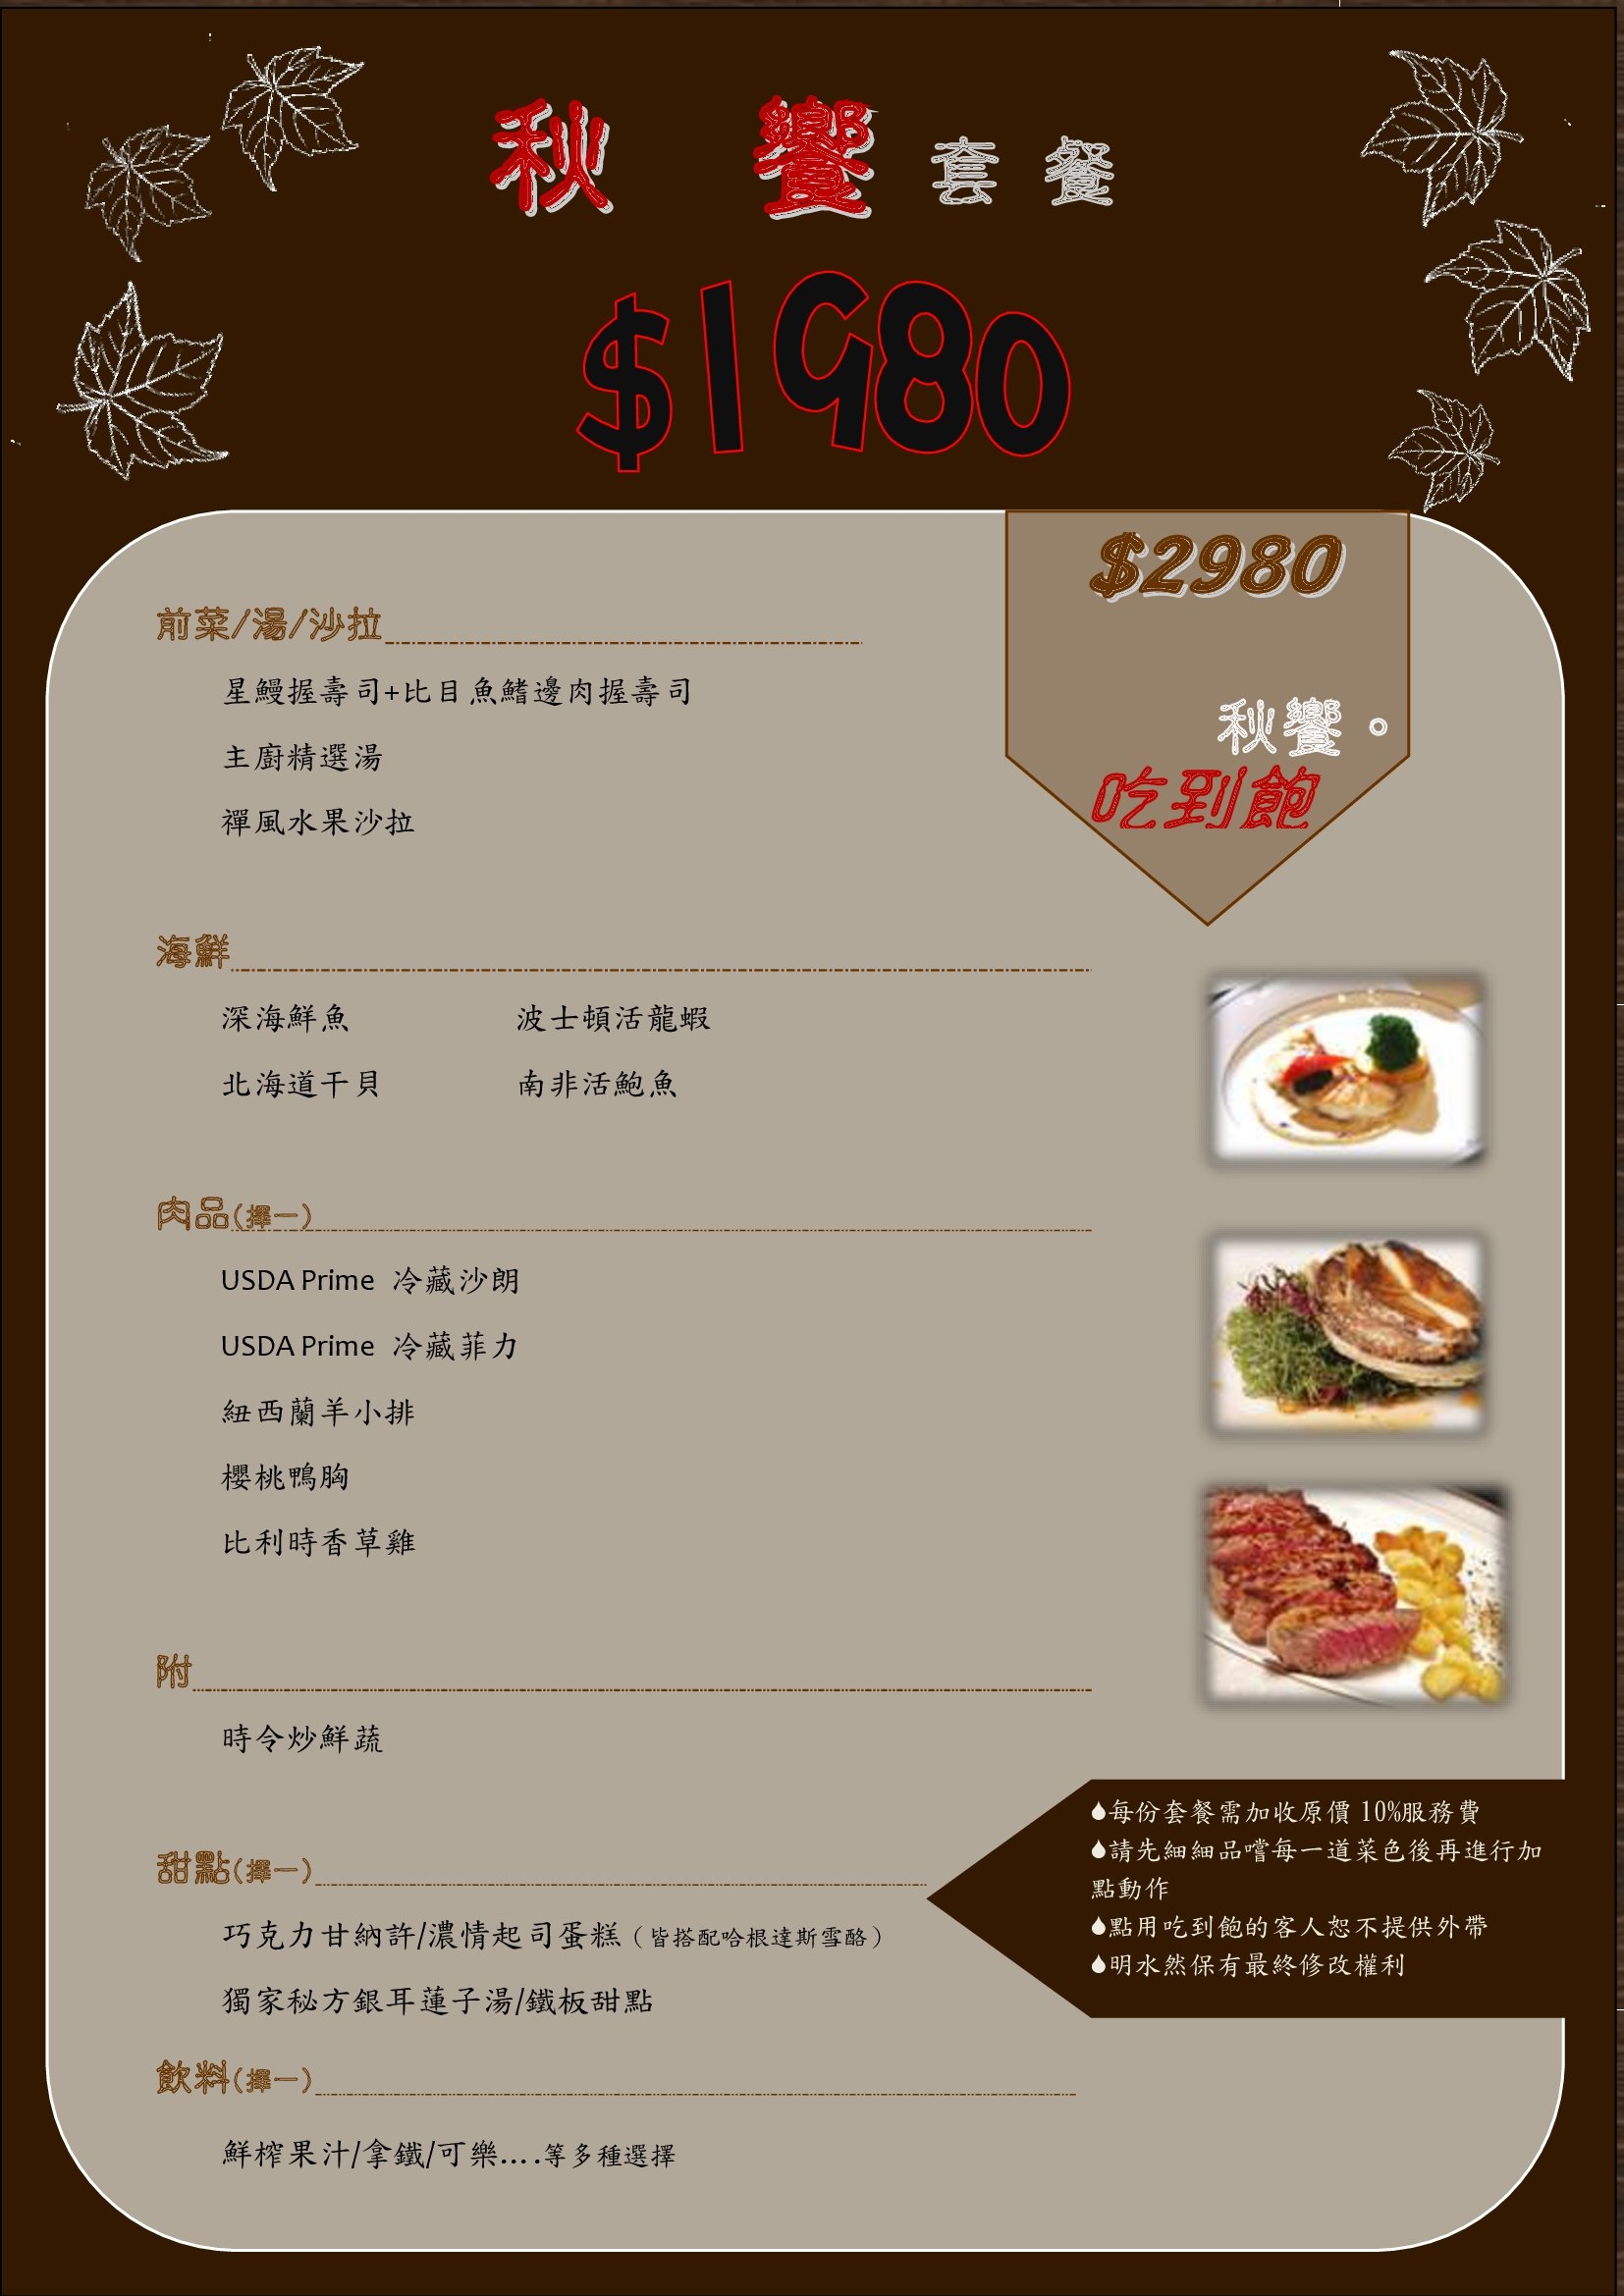 秋 饗 套餐
$1980
$2980
秋饗。
吃到飽
前菜/湯/沙拉
星鰻握壽司+比目魚鰭邊肉握壽司
主廚精選湯
禪風水果沙拉
海鮮
深海鮮魚 波士頓活龍蝦
北海道干貝 南非活鮑魚
肉品(擇一)
USDA Prime 冷藏沙朗
USDA Prime 冷藏菲力
紐西蘭羊小排
櫻桃鴨胸
比利時香草雞
附
時令炒鮮蔬
甜點(擇一)
巧克力甘納許/濃情起司蛋糕（皆搭配哈根達斯雪酪）
獨家秘方銀耳蓮子湯/鐵板甜點
飲料(擇一)
鮮榨果汁/拿鐵/可樂....等多種選擇
每份套餐需加收原價 10%服務費
請先細細品嚐每一道菜色後再進行加
點動作
點用吃到飽的客人恕不提供外帶
明水然保有最終修改權利